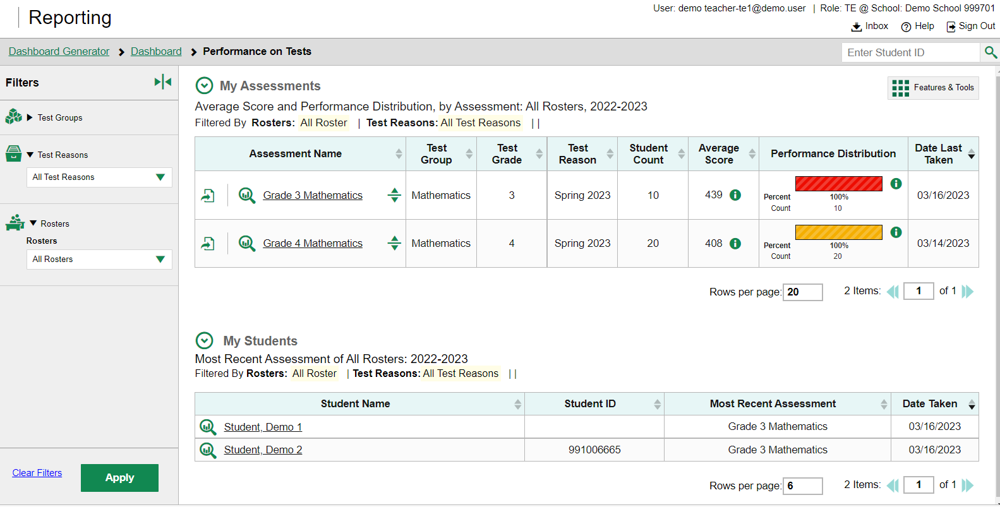 Reporting
User: demo teacher-te1@demo.user | Role: TE @ School: Demo School 999701
Inbox Help Sign Out
Dashboard Generator Dashboard Performance on Tests
Enter Student ID
Filters
Test Groups
Test Reasons
All Test Reasons
Rosters
Rosters
All Rosters
Clear Filters Apply
My Assessments
Features & Tools
Average Score and Performance Distribution, by Assessment: All Rosters, 2022-2023
Filtered By Rosters: All Roster | Test Reasons: All Test Reasons | |
Assessment Name Test Group Test Grade Test Reason Student Count Average Score Performance Distribution Date Last Taken
Grade 3 Mathematics Mathematics 3 Spring 2023 10 439 03/16/2023
Percent 100%
Count 10
Grade 4 Mathematics Mathematics 4 Spring 2023 20 408 03/14/2023
Percent 100%
Count 20
Rows per page: 20 2 Items: 1 of 1
My Students
Most Recent Assessment of All Rosters: 2022-2023
Filtered By Rosters: All Roster | Test Reasons: All Test Reasons | |
Student Name Student ID Most Recent Assessment Date Taken
Student, Demo 1 Grade 3 Mathematics 03/16/2023
Student, Demo 2 991006665 Grade 3 Mathematics 03/16/2023
Rows per page: 6 2 Items: 1 of 1